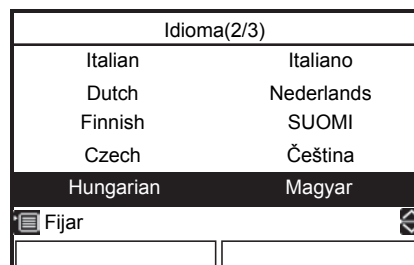 Idioma(2/3)
Italian Italiano
Dutch Nederlands
Finnish SUOMI
Czech Čeština
Hungarian Magyar
Fijar